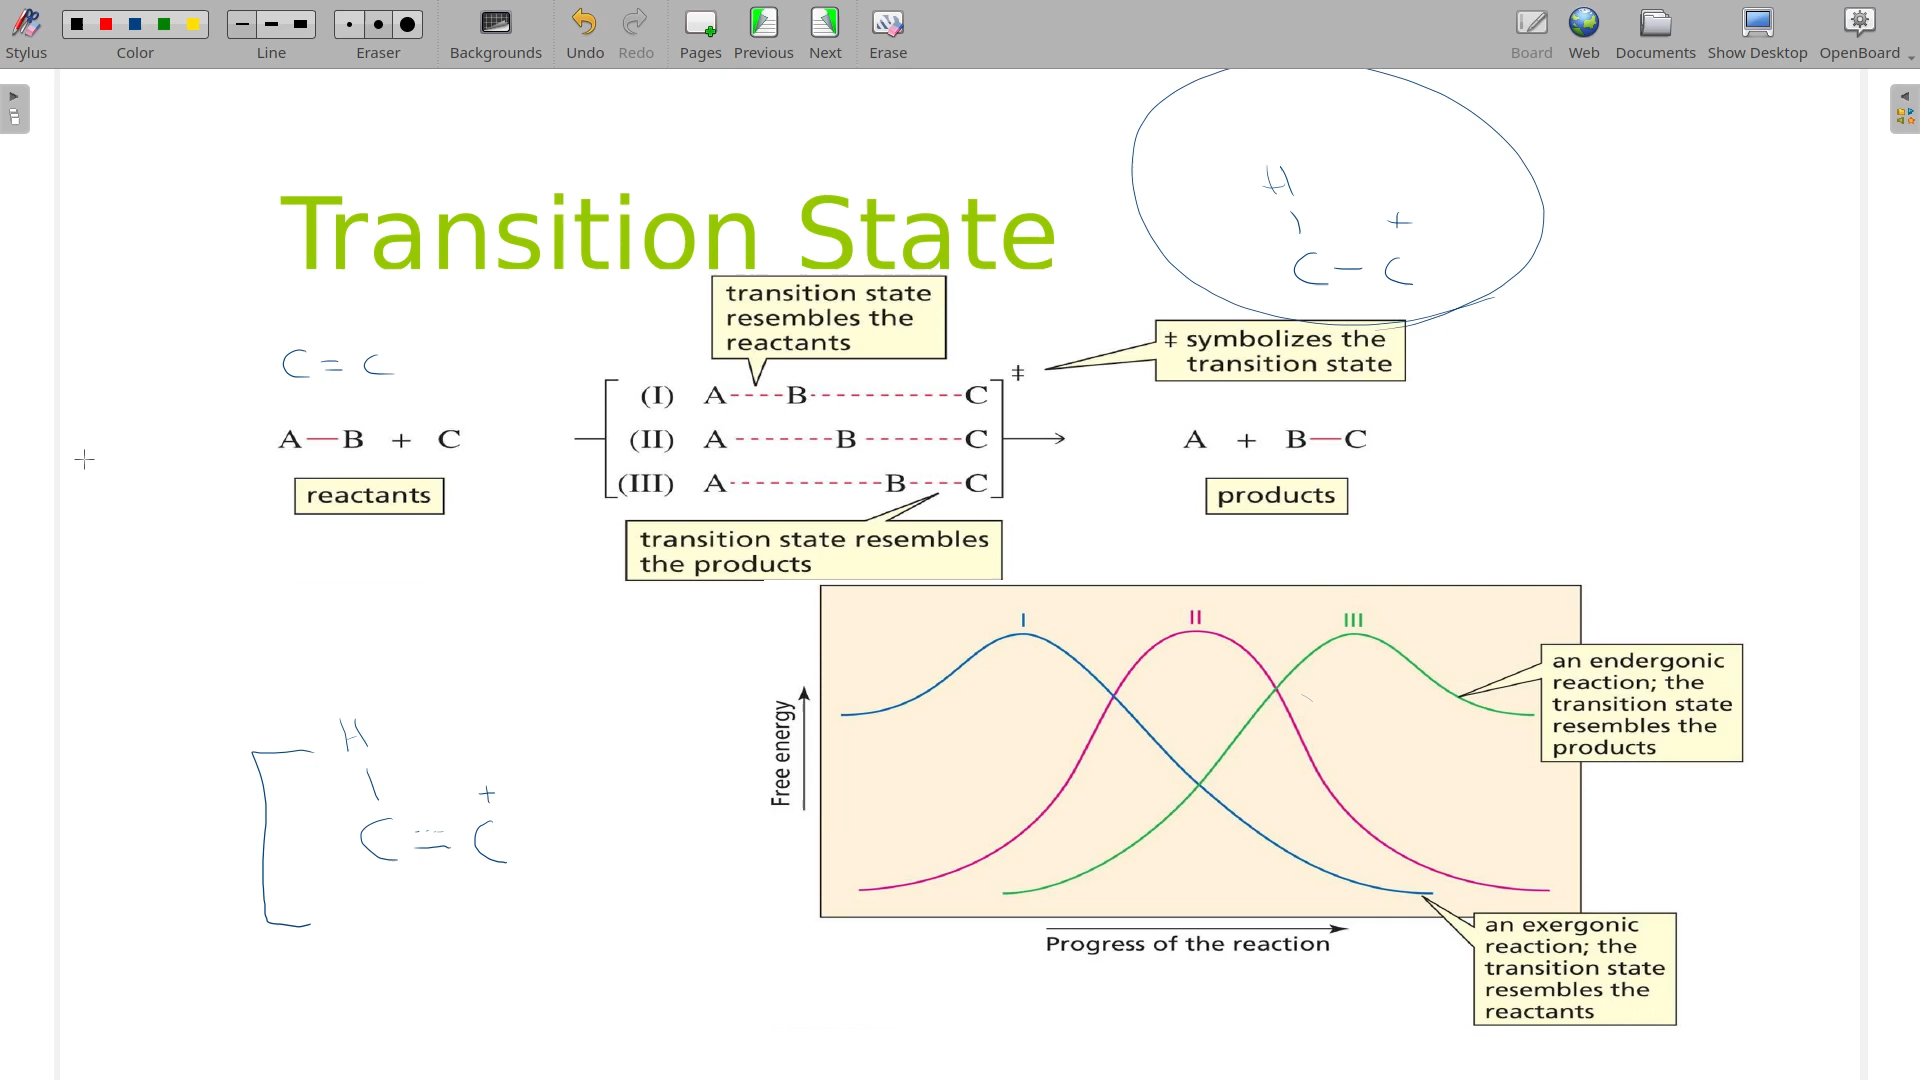 Stylus Color Line Eraser Backgrounds Undo Redo Pages Previous Next Erase Board Web Documents Show Desktop OpenBoard
H
+
C — C
Transition State
transition state
resembles the
reactants
‡ symbolizes the
transition state
C = C
‡
(I) A B C
A—B + C
(II) A B C
A + B—C
(III) A B C
reactants
products
transition state resembles
the products
I II III
an endergonic
reaction; the
transition state
resembles the
products
Free energy
H
+
C = C
Progress of the reaction
an exergonic
reaction; the
transition state
resembles the
reactants